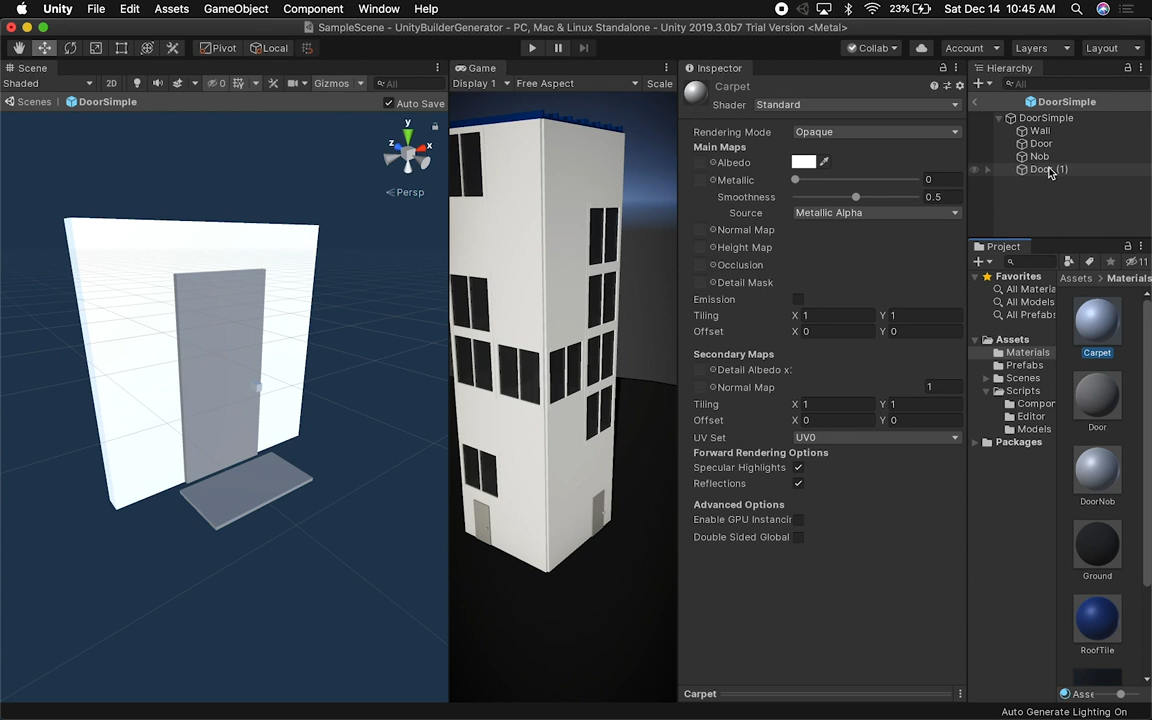 Unity File Edit Assets GameObject Component Window Help 23% Sat Dec 14 10:45 AM
SampleScene - UnityBuilderGenerator - PC, Mac & Linux Standalone - Unity 2019.3.0b7 Trial Version <Metal>
Pivot Local Collab Account Layers Layout
Scene
Shaded 2D 0 Gizmos All
Scenes DoorSimple Auto Save
y
z x
Persp
Game
Display 1 Free Aspect Scale
Inspector
Carpet
Shader Standard
Rendering Mode Opaque
Main Maps
Albedo
Metallic 0
Smoothness 0.5
Source Metallic Alpha
Normal Map
Height Map
Occlusion
Detail Mask
Emission
Tiling X 1 Y 1
Offset X 0 Y 0
Secondary Maps
Detail Albedo x:
Normal Map 1
Tiling X 1 Y 1
Offset X 0 Y 0
UV Set UV0
Forward Rendering Options
Specular Highlights
Reflections
Advanced Options
Enable GPU Instancir
Double Sided Global
Carpet
Hierarchy
All
DoorSimple
DoorSimple
Wall
Door
Nob
Door (1)
Project
11
Favorites
All Materia
All Models
All Prefabs
Assets
Materials
Prefabs
Scenes
Scripts
Compor
Editor
Models
Packages
Assets > Materials
Carpet
Door
DoorNob
Ground
RoofTile
Asse
Auto Generate Lighting On